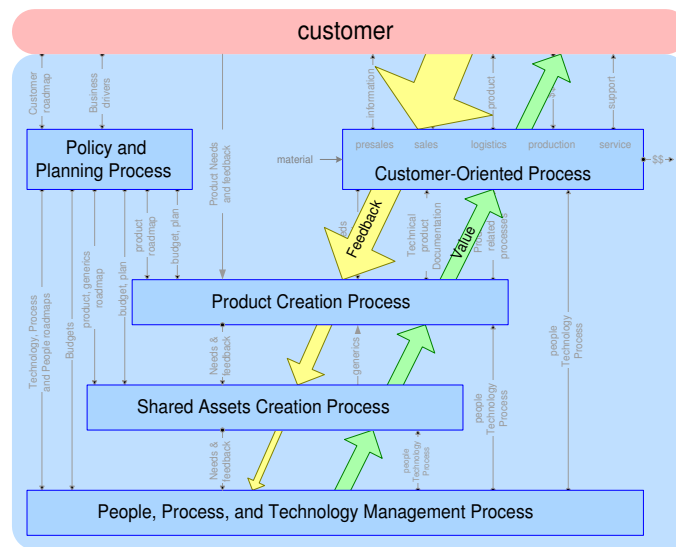 customer
Customer
roadmap
Business
drivers
Product Needs
and feedback
information
product
$$
support
Policy and
Planning Process
material
presales
sales
logistics
production
service
Customer-Oriented Process
$$
Feedback
Value
Technical
product
Documentation
related
processes
product
roadmap
budget, plan
product, generics
roadmap
budget, plan
Technology, Process
and People roadmaps
Budgets
people
Technology
Process
Product Creation Process
Needs &
feedback
generics
people
Technology
Process
Shared Assets Creation Process
Needs &
feedback
people
Technology
Process
People, Process, and Technology Management Process